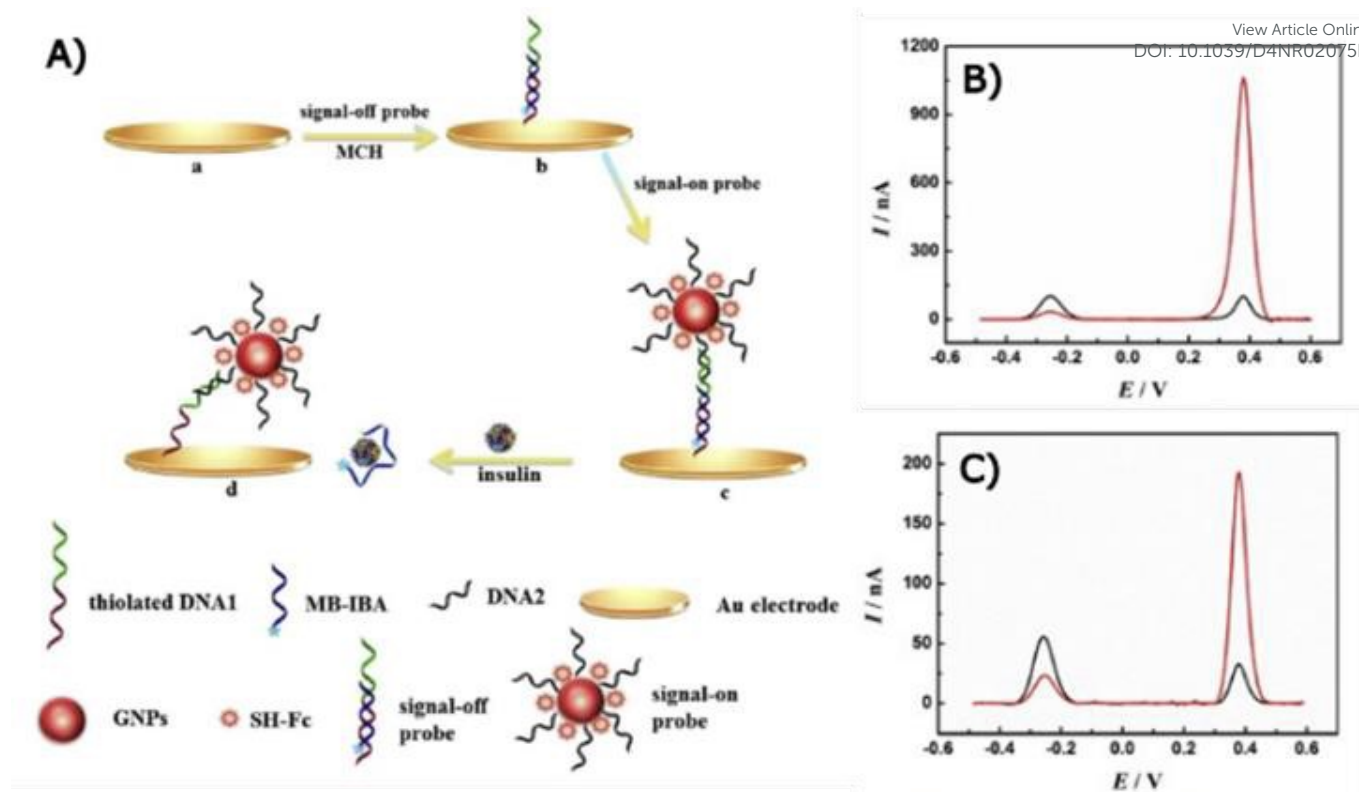 View Article Onlin
DOI: 10.1039/D4NR02075
A)
signal-off probe
MCH
a
b
signal-on probe
insulin
d
c
thiolated DNA1
MB-IBA
DNA2
Au electrode
GNPs
SH-Fc
signal-off
probe
signal-on
probe
B)
1200
900
600
300
0
I / nA
-0.6 -0.4 -0.2 0.0 0.2 0.4 0.6
E / V
C)
200
150
100
50
0
I / nA
-0.6 -0.4 -0.2 0.0 0.2 0.4 0.6
E / V